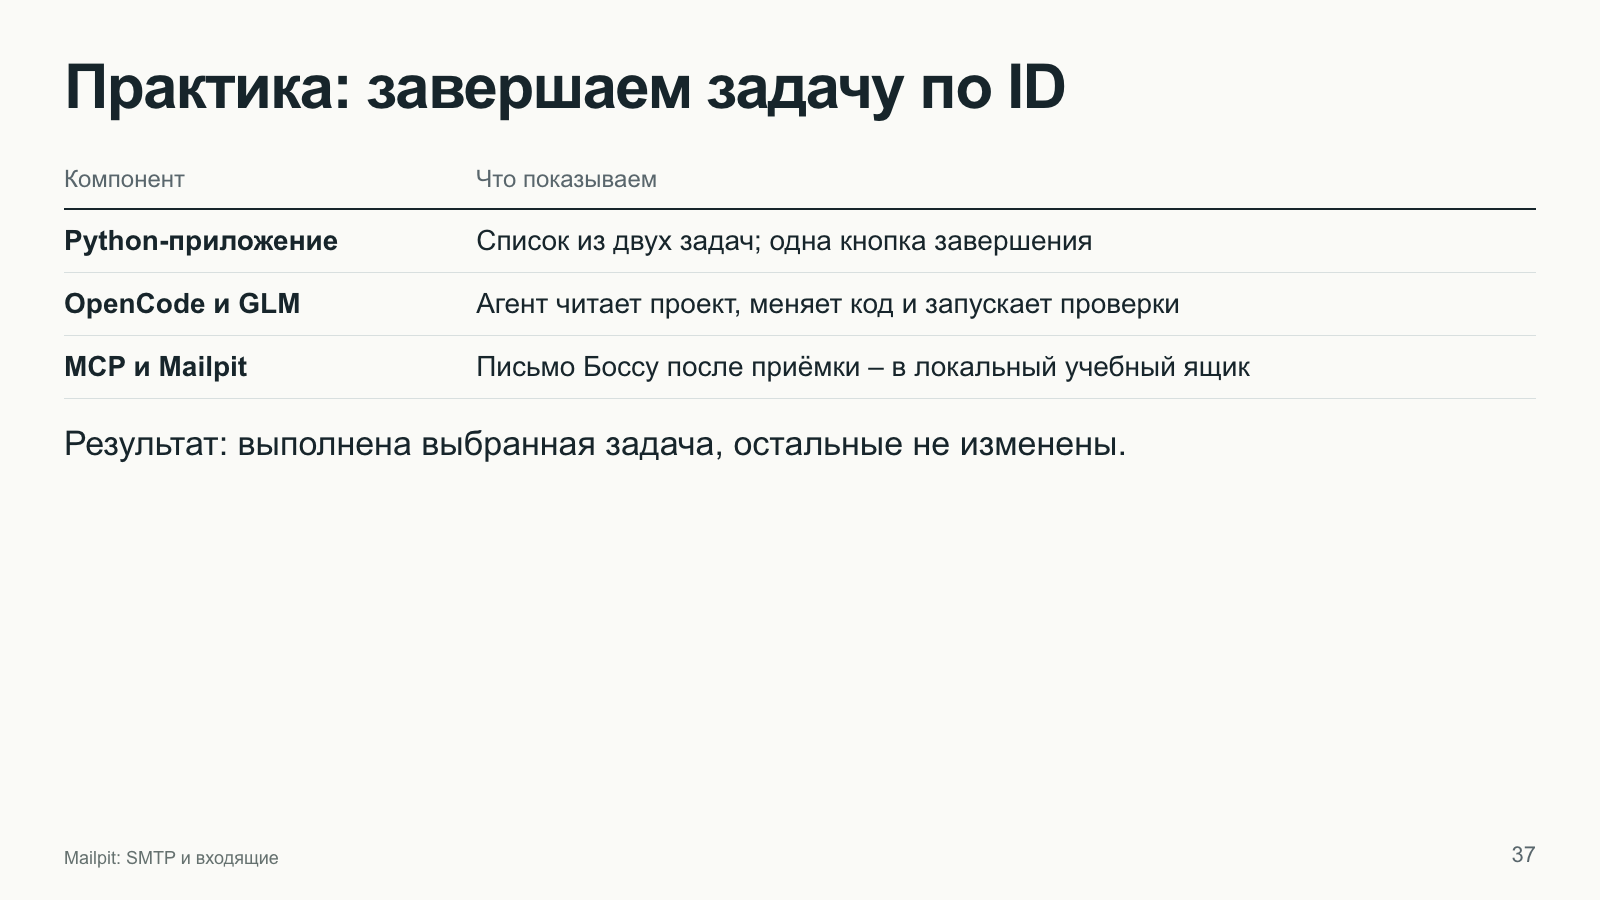 Практика: завершаем задачу по ID
Компонент Что показываем
Python-приложение Список из двух задач; одна кнопка завершения
OpenCode и GLM Агент читает проект, меняет код и запускает проверки
MCP и Mailpit Письмо Боссу после приёмки – в локальный учебный ящик
Результат: выполнена выбранная задача, остальные не изменены.
Mailpit: SMTP и входящие 37